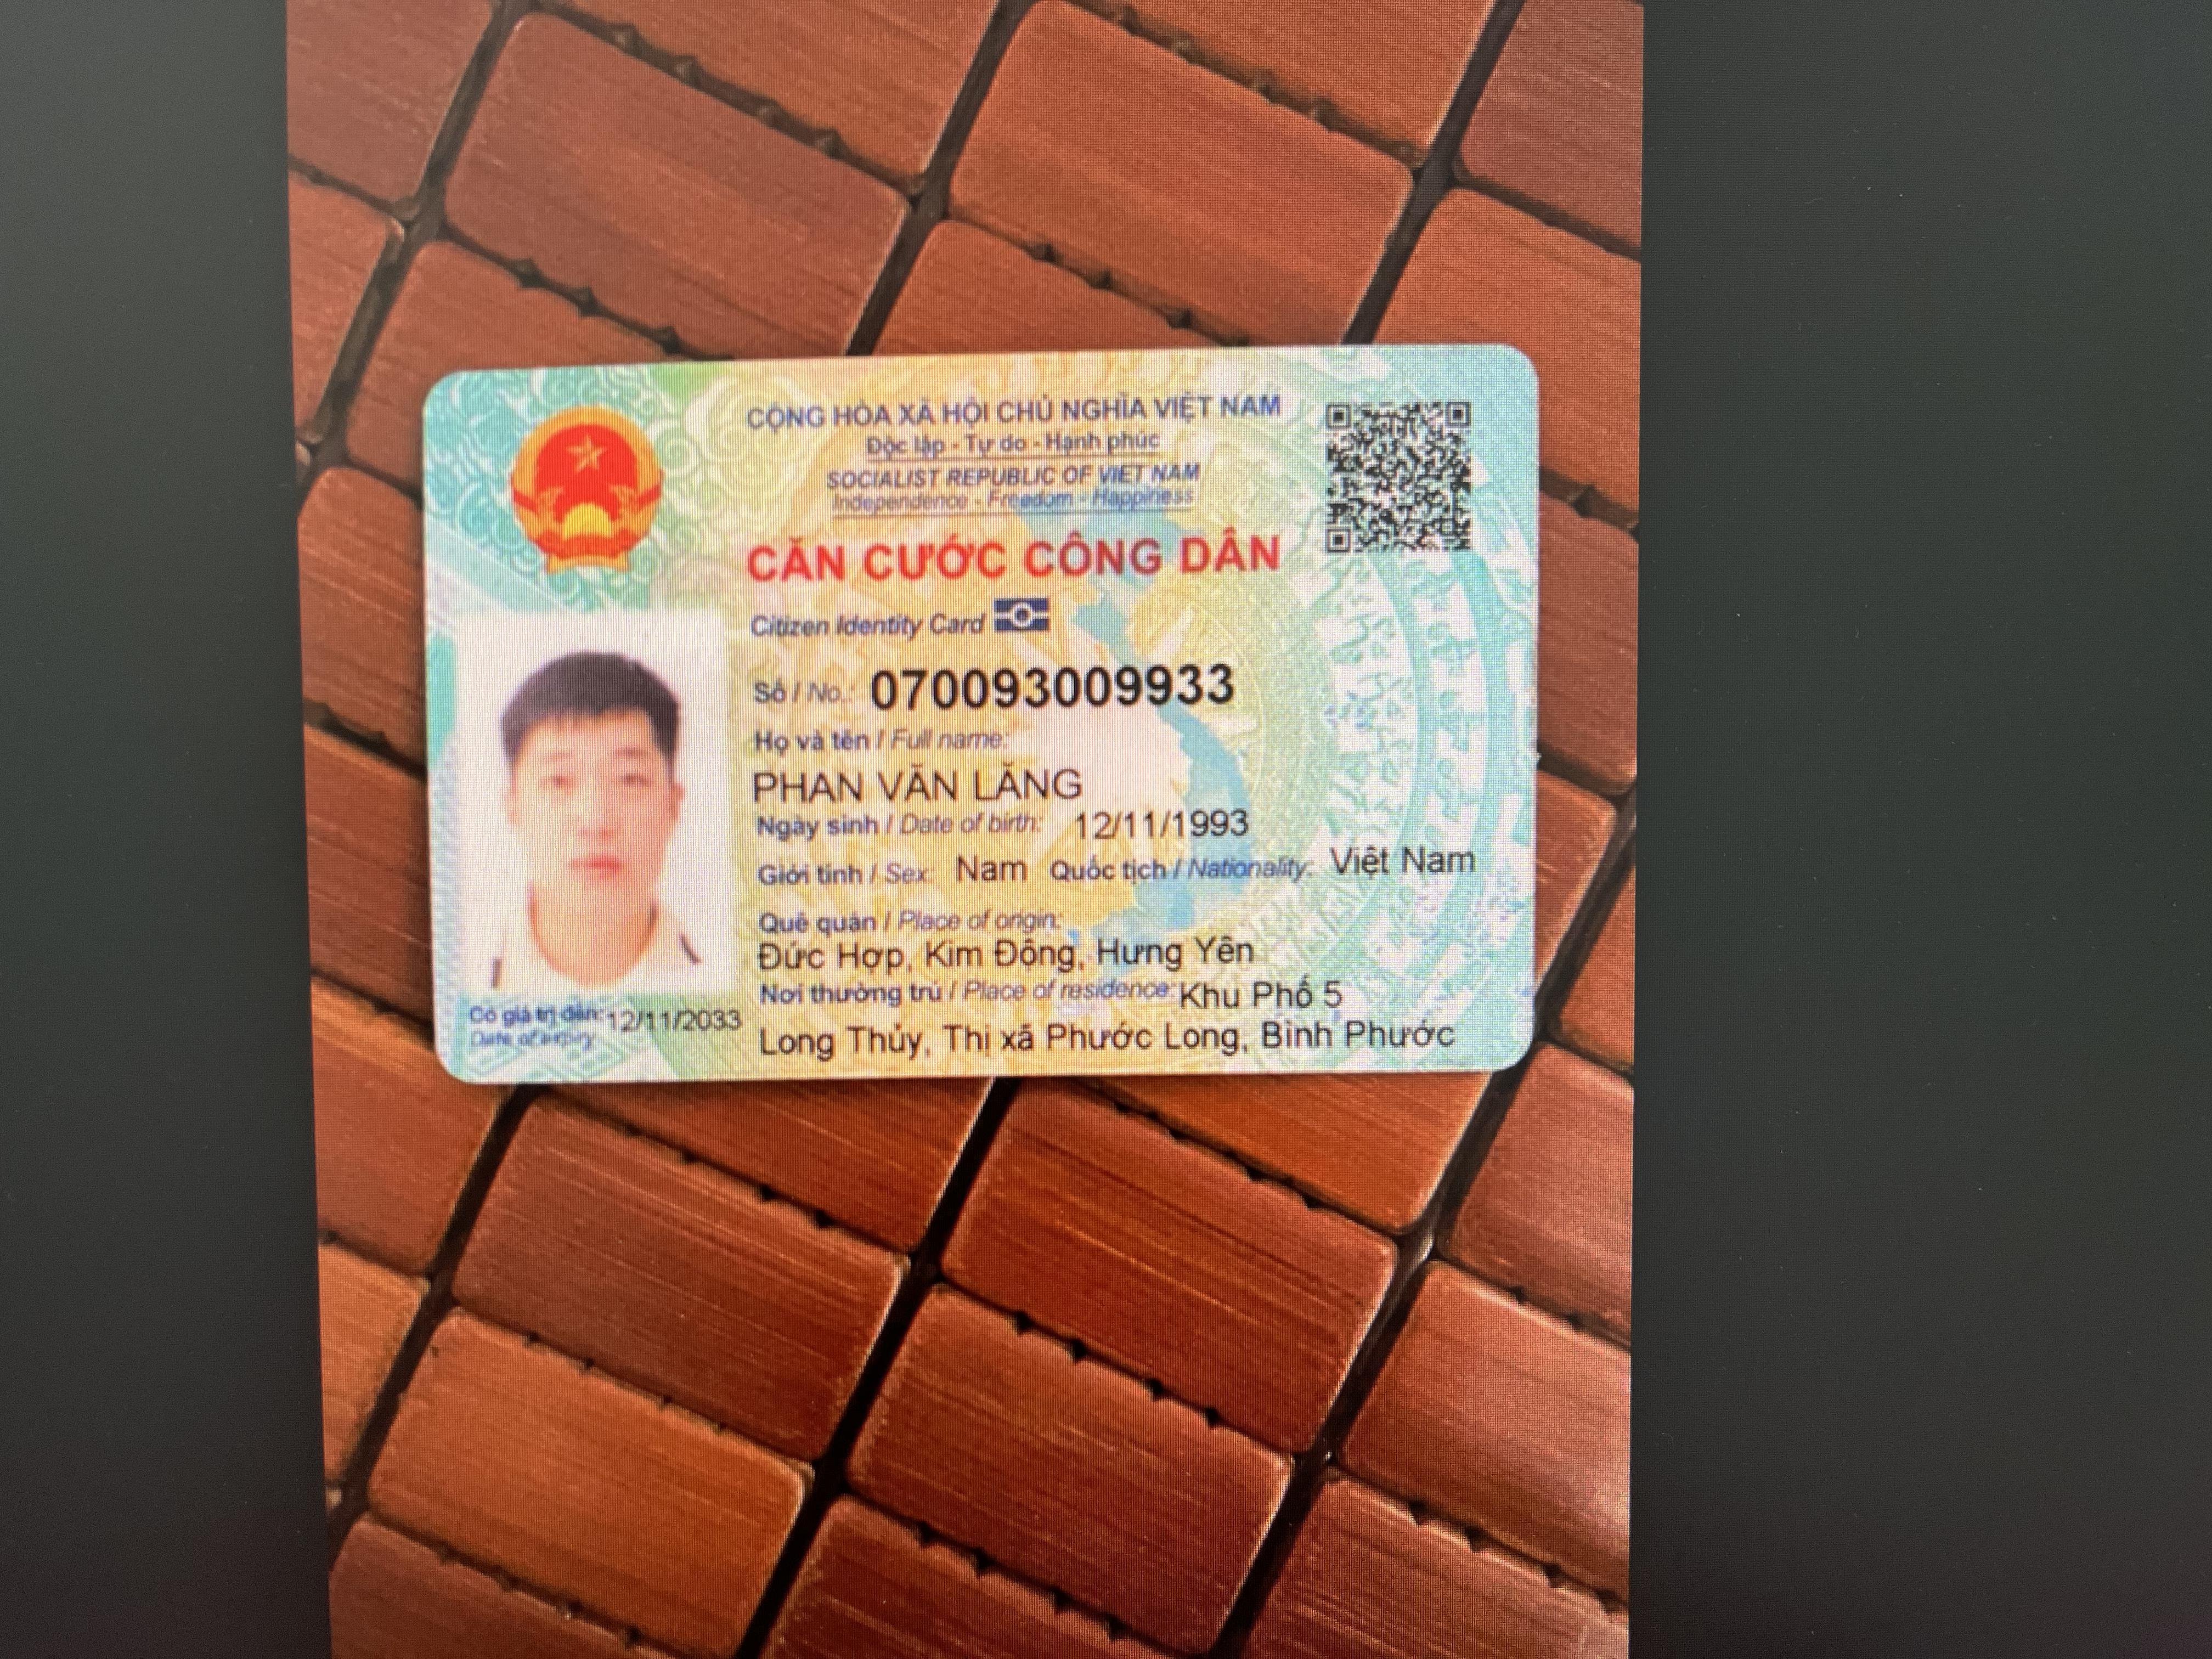 CỘNG HÒA XÃ HỘI CHỦ NGHĨA VIỆT NAM
Độc lập - Tự do - Hạnh phúc
SOCIALIST REPUBLIC OF VIET NAM
Independence - Freedom - Happiness
CĂN CƯỚC CÔNG DÂN
Citizen Identity Card
Số / No.: 070093009933
Họ và tên / Full name:
PHAN VĂN LĂNG
Ngày sinh / Date of birth: 12/11/1993
Giới tính / Sex: Nam Quốc tịch / Nationality: Việt Nam
Quê quán / Place of origin:
Đức Hợp, Kim Động, Hưng Yên
Nơi thường trú / Place of residence: Khu Phố 5
Long Thủy, Thị xã Phước Long, Bình Phước
Có giá trị đến: 12/11/2033
Date of expiry